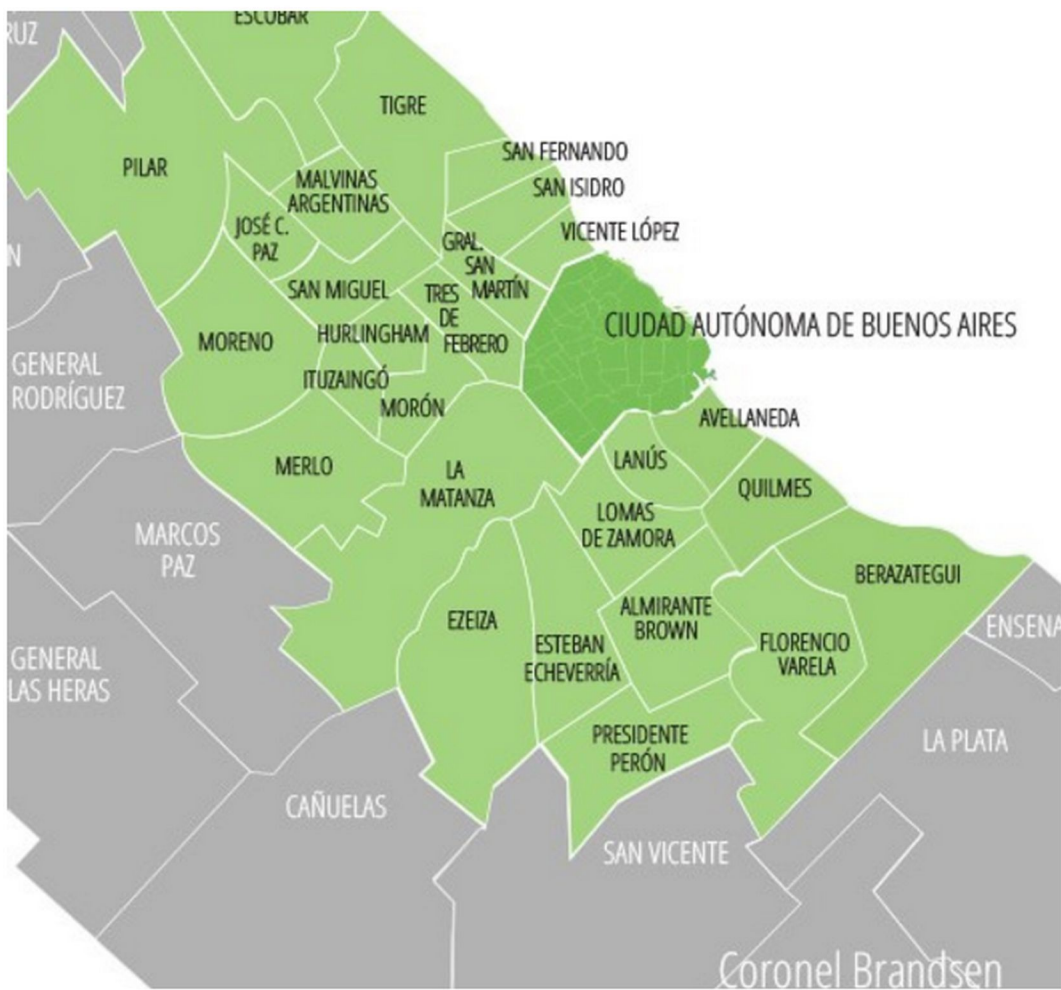 ESCOBAR
RUZ
TIGRE
PILAR
SAN FERNANDO
MALVINAS
ARGENTINAS
SAN ISIDRO
JOSÉ C.
PAZ
VICENTE LÓPEZ
GRAL.
SAN
MARTÍN
N
SAN MIGUEL
TRES
DE
FEBRERO
HURLINGHAM
CIUDAD AUTÓNOMA DE BUENOS AIRES
MORENO
GENERAL
RODRÍGUEZ
ITUZAINGÓ
MORÓN
AVELLANEDA
MERLO
LA
MATANZA
LANÚS
QUILMES
LOMAS
DE ZAMORA
MARCOS
PAZ
BERAZATEGUI
EZEIZA
ALMIRANTE
BROWN
ENSENA
ESTEBAN
ECHEVERRÍA
FLORENCIO
VARELA
GENERAL
LAS HERAS
PRESIDENTE
PERÓN
LA PLATA
CAÑUELAS
SAN VICENTE
Coronel Brandsen